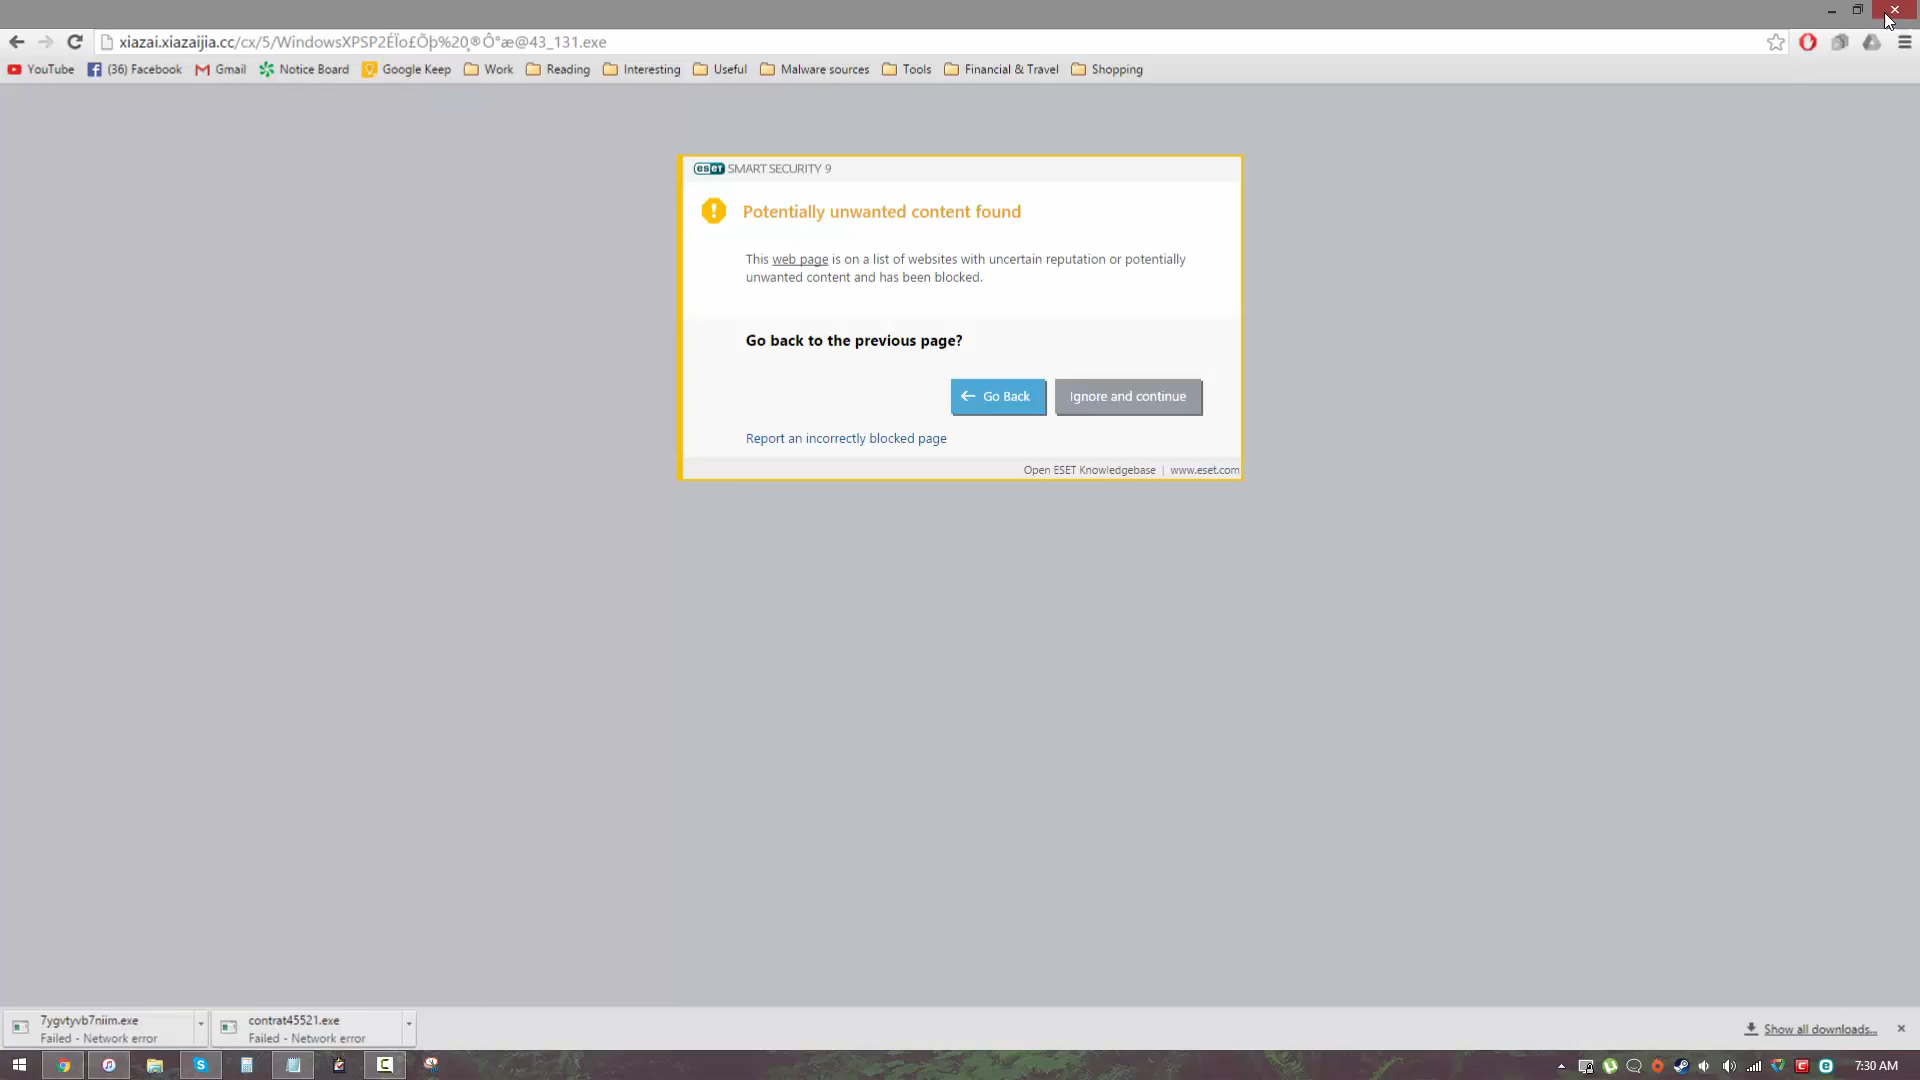 xiazai.xiazaijia.cc/cx/5/WindowsXPSP2ÉÏo£Õþ%20¸®Ô°æ@43_131.exe
YouTube (36) Facebook Gmail Notice Board Google Keep Work Reading Interesting Useful Malware sources Tools Financial & Travel Shopping
eset SMART SECURITY 9
Potentially unwanted content found
This web page is on a list of websites with uncertain reputation or potentially
unwanted content and has been blocked.
Go back to the previous page?
Go Back Ignore and continue
Report an incorrectly blocked page
Open ESET Knowledgebase | www.eset.com
7ygvtyvb7niim.exe
Failed - Network error
contrat45521.exe
Failed - Network error
Show all downloads...
7:30 AM